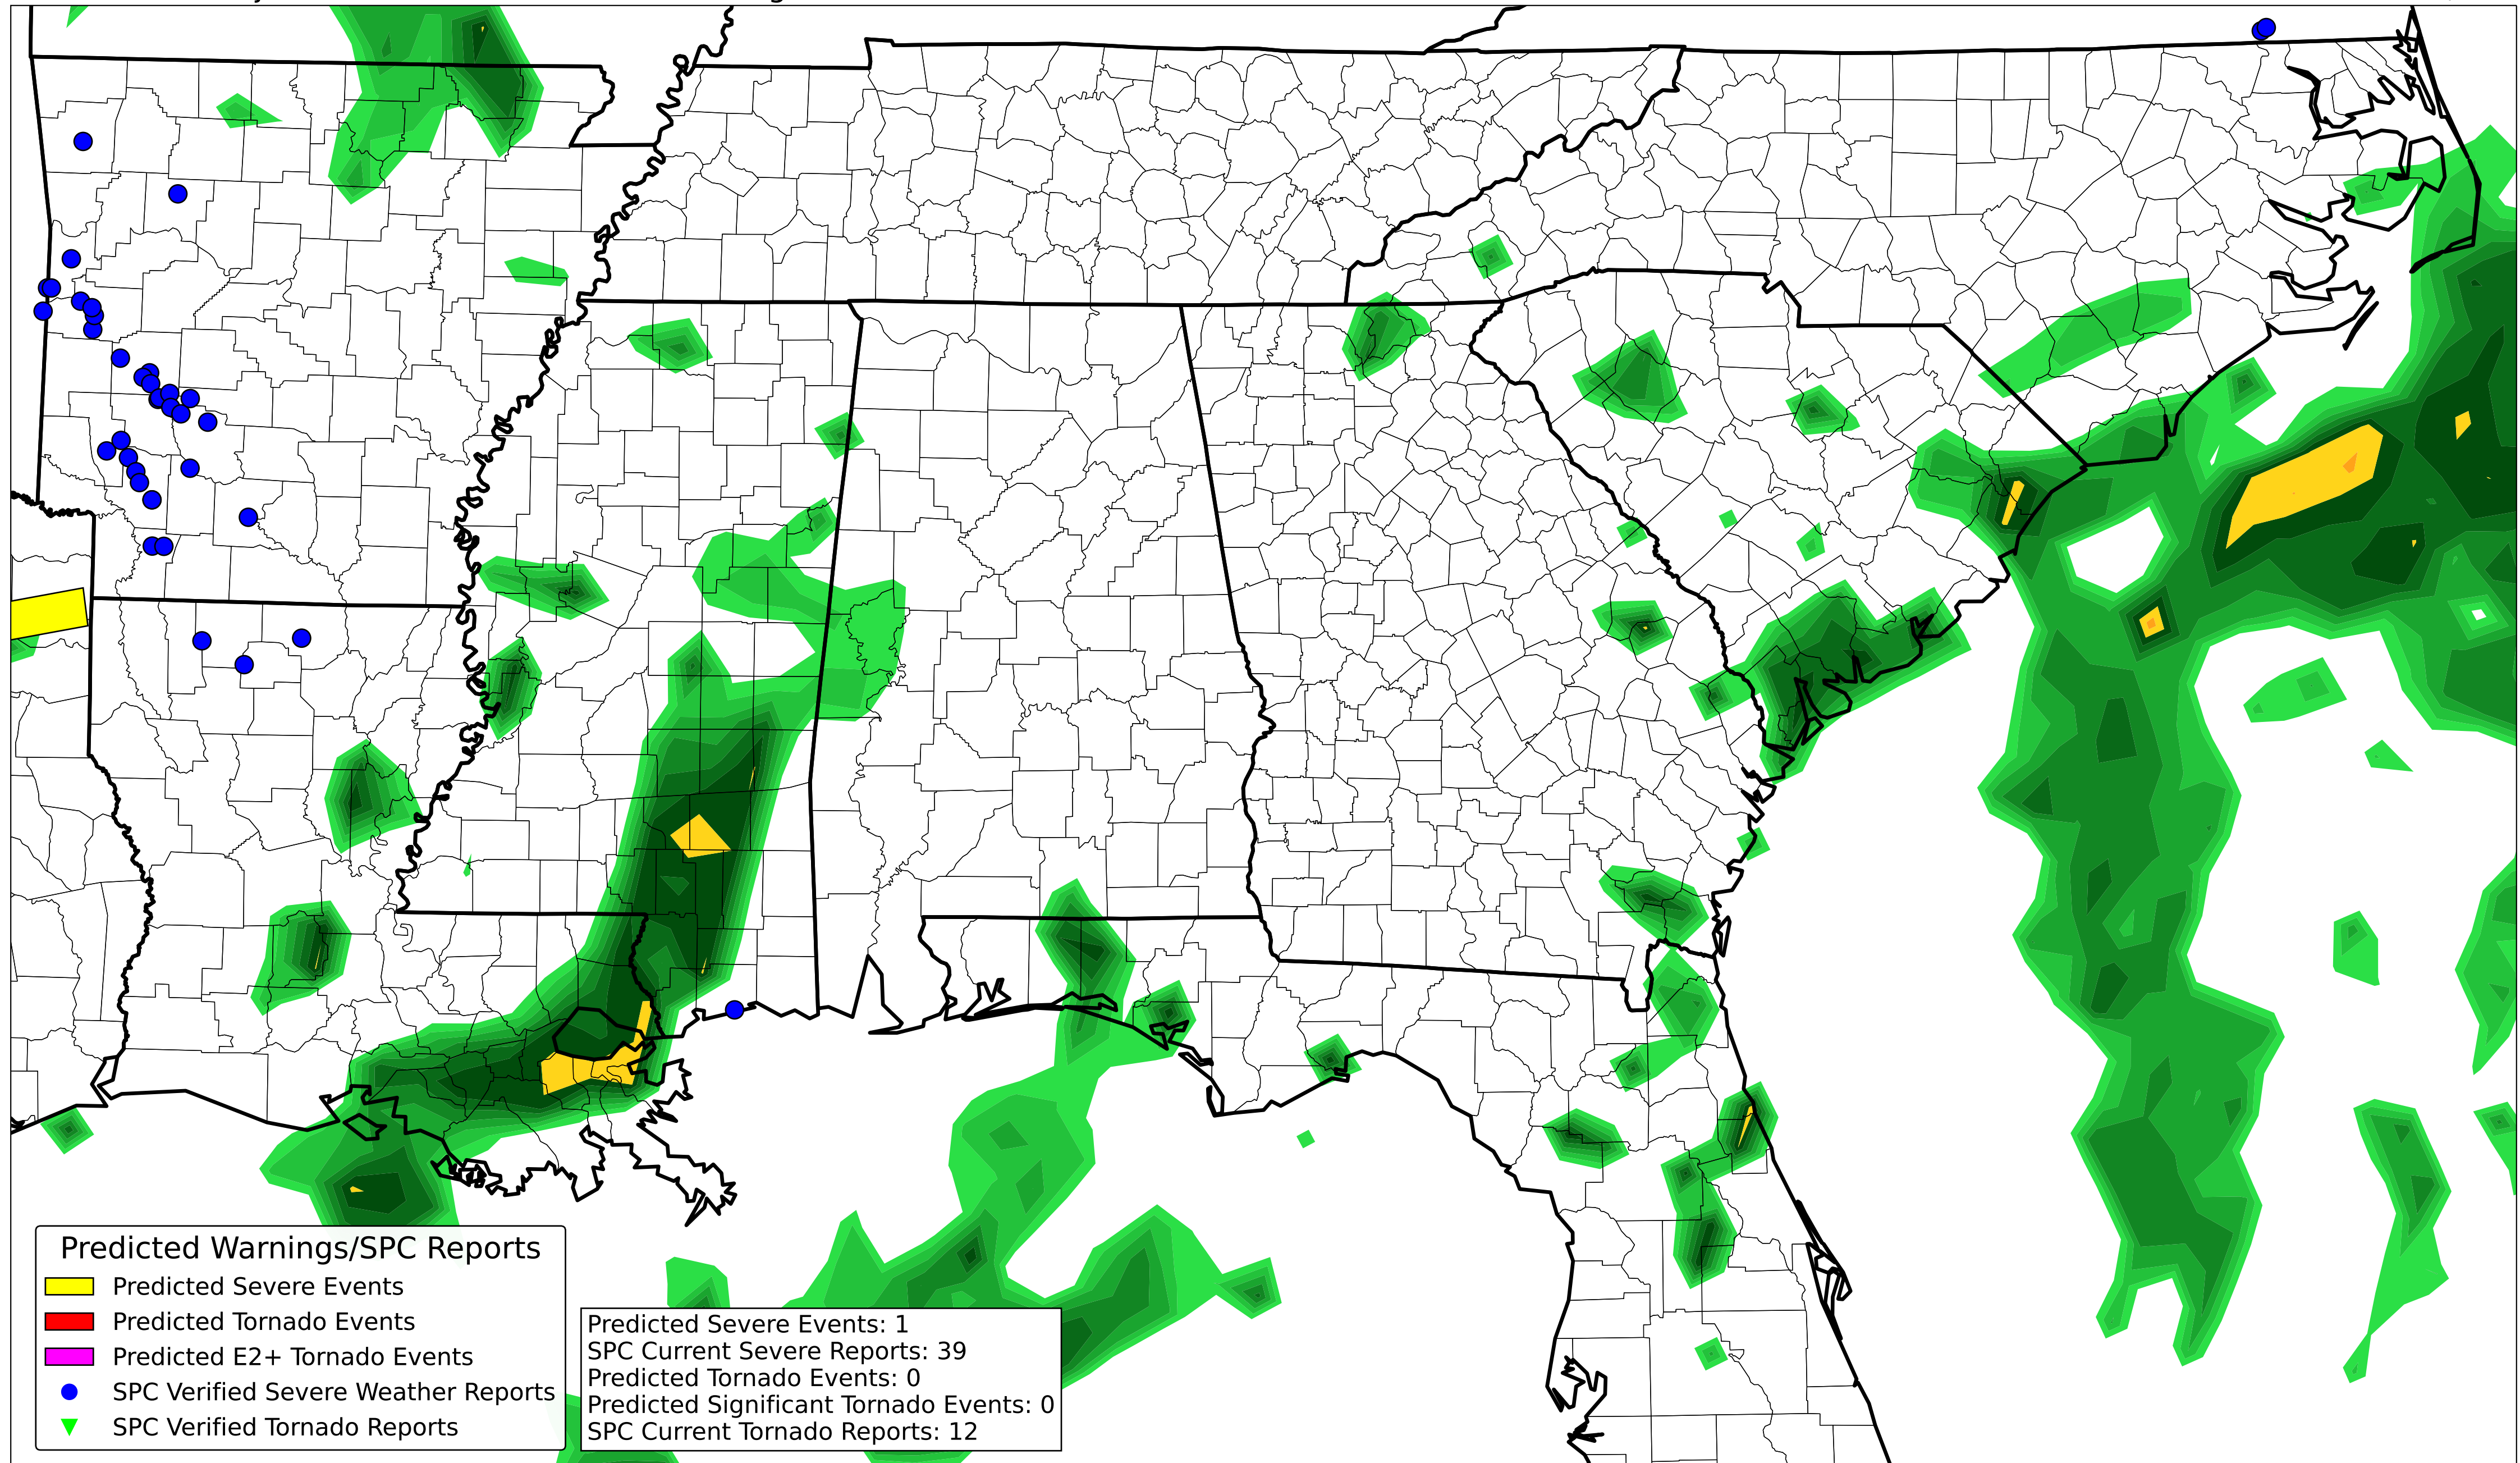 Predicted Warnings/SPC Reports
Predicted Severe Events
Predicted Tornado Events
Predicted E2+ Tornado Events
SPC Verified Severe Weather Reports
SPC Verified Tornado Reports
Predicted Severe Events: 1
SPC Current Severe Reports: 39
Predicted Tornado Events: 0
Predicted Significant Tornado Events: 0
SPC Current Tornado Reports: 12